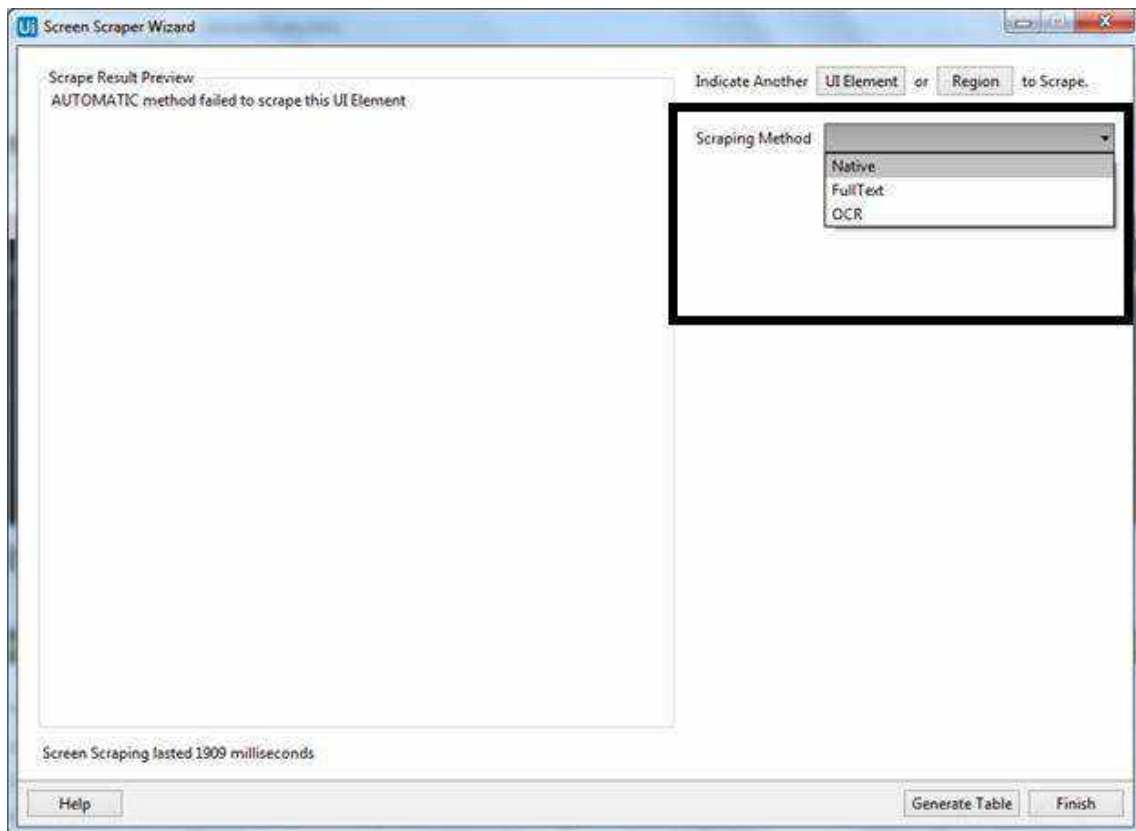 Ui Screen Scraper Wizard
Scrape Result Preview
AUTOMATIC method failed to scrape this UI Element
Indicate Another UI Element or Region to Scrape.
Scraping Method
Native
FullText
OCR
Screen Scraping lasted 1909 milliseconds
Help
Generate Table
Finish